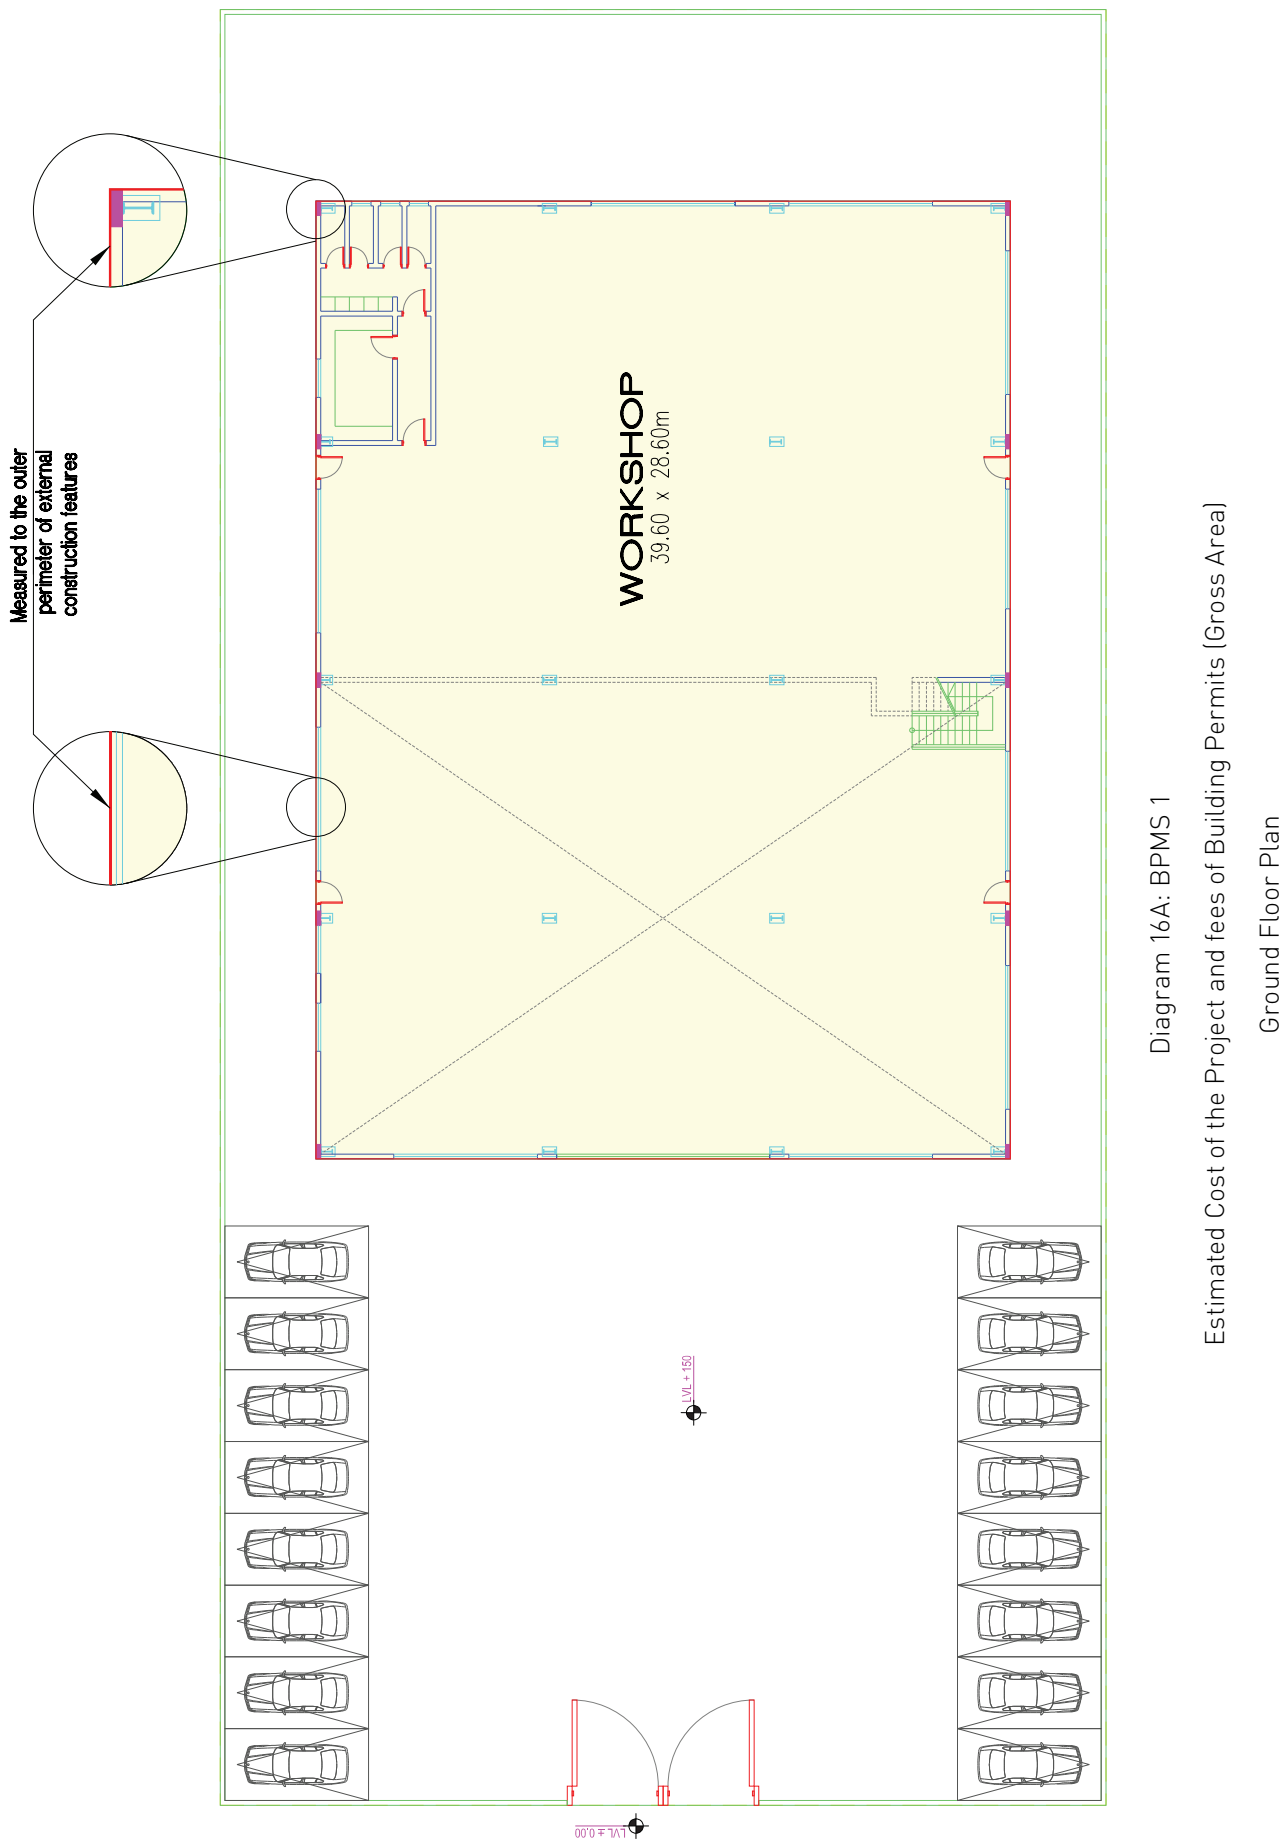 Measured to the outer
perimeter of external
construction features
WORKSHOP
39.60 x 28.60m
LVL + 150
LVL ± 0.00
Diagram 16A: BPMS 1
Estimated Cost of the Project and fees of Building Permits (Gross Area)
Ground Floor Plan